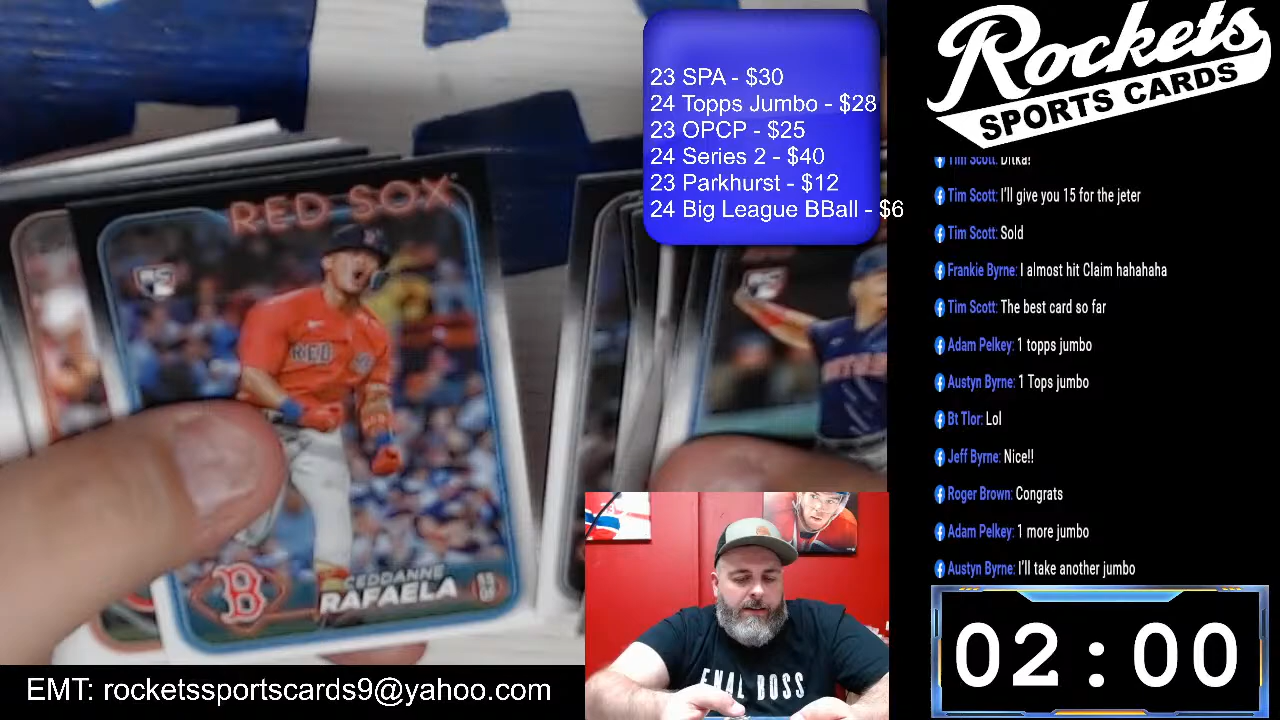 RED SOX
RC
CEDDANNE
RAFAELA
B
RED
23 SPA - $30
24 Topps Jumbo - $28
23 OPCP - $25
24 Series 2 - $40
23 Parkhurst - $12
24 Big League BBall - $6
Rockets
SPORTS CARDS
Tim Scott: Ditka!
Tim Scott: I'll give you 15 for the jeter
Tim Scott: Sold
Frankie Byrne: I almost hit Claim hahahaha
Tim Scott: The best card so far
Adam Pelkey: 1 topps jumbo
Austyn Byrne: 1 Tops jumbo
Bt Tlor: Lol
Jeff Byrne: Nice!!
Roger Brown: Congrats
Adam Pelkey: 1 more jumbo
Austyn Byrne: I'll take another jumbo
02:00
BOSS
EMT: rocketssportscards9@yahoo.com